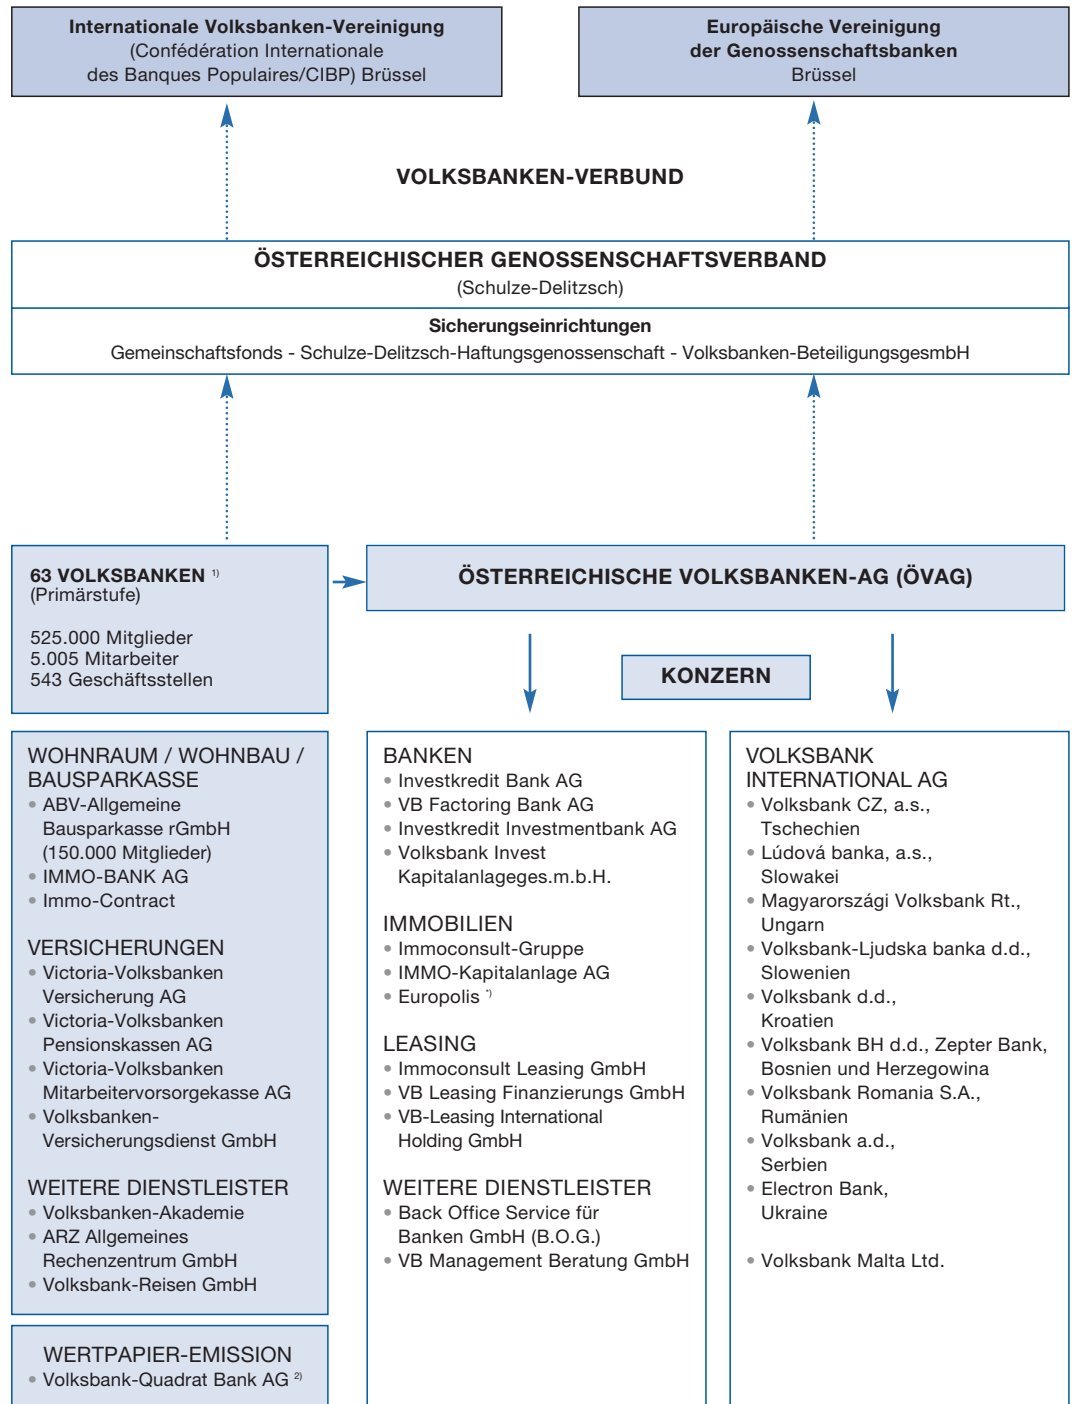 Internationale Volksbanken-Vereinigung
(Confédération Internationale
des Banques Populaires/CIBP) Brüssel
Europäische Vereinigung
der Genossenschaftsbanken
Brüssel
VOLKSBANKEN-VERBUND
ÖSTERREICHISCHER GENOSSENSCHAFTSVERBAND
(Schulze-Delitzsch)
Sicherungseinrichtungen
Gemeinschaftsfonds - Schulze-Delitzsch-Haftungsgenossenschaft - Volksbanken-BeteiligungsgesmbH
63 VOLKSBANKEN 1)
(Primärstufe)
525.000 Mitglieder
5.005 Mitarbeiter
543 Geschäftsstellen
ÖSTERREICHISCHE VOLKSBANKEN-AG (ÖVAG)
KONZERN
WOHNRAUM / WOHNBAU /
BAUSPARKASSE
• ABV-Allgemeine
Bausparkasse rGmbH
(150.000 Mitglieder)
• IMMO-BANK AG
• Immo-Contract
VERSICHERUNGEN
• Victoria-Volksbanken
Versicherung AG
• Victoria-Volksbanken
Pensionskassen AG
• Victoria-Volksbanken
Mitarbeitervorsorgekasse AG
• Volksbanken-
Versicherungsdienst GmbH
WEITERE DIENSTLEISTER
• Volksbanken-Akademie
• ARZ Allgemeines
Rechenzentrum GmbH
• Volksbank-Reisen GmbH
WERTPAPIER-EMISSION
• Volksbank-Quadrat Bank AG 2)
BANKEN
• Investkredit Bank AG
• VB Factoring Bank AG
• Investkredit Investmentbank AG
• Volksbank Invest
Kapitalanlageges.m.b.H.
IMMOBILIEN
• Immoconsult-Gruppe
• IMMO-Kapitalanlage AG
• Europolis *)
LEASING
• Immoconsult Leasing GmbH
• VB Leasing Finanzierungs GmbH
• VB-Leasing International
Holding GmbH
WEITERE DIENSTLEISTER
• Back Office Service für
Banken GmbH (B.O.G.)
• VB Management Beratung GmbH
VOLKSBANK
INTERNATIONAL AG
• Volksbank CZ, a.s.,
Tschechien
• Lúdová banka, a.s.,
Slowakei
• Magyarországi Volksbank Rt.,
Ungarn
• Volksbank-Ljudska banka d.d.,
Slowenien
• Volksbank d.d.,
Kroatien
• Volksbank BH d.d., Zepter Bank,
Bosnien und Herzegowina
• Volksbank Romania S.A.,
Rumänien
• Volksbank a.d.,
Serbien
• Electron Bank,
Ukraine
• Volksbank Malta Ltd.